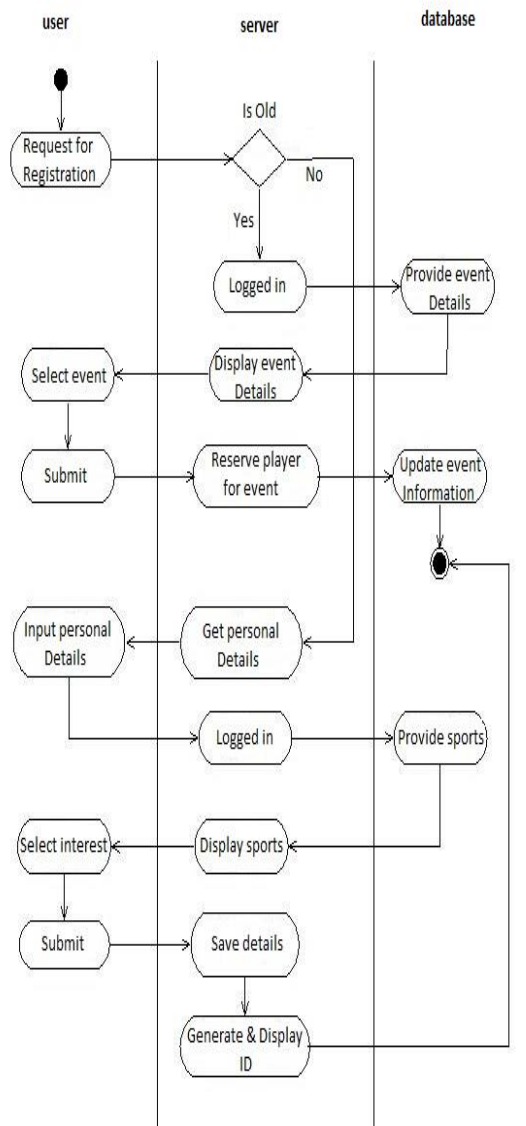 user
server
database
Is Old
Request for
Registration
No
Yes
Logged in
Provide event
Details
Select event
Display event
Details
Submit
Reserve player
for event
Update event
Information
Input personal
Details
Get personal
Details
Logged in
Provide sports
Select interest
Display sports
Submit
Save details
Generate & Display
ID